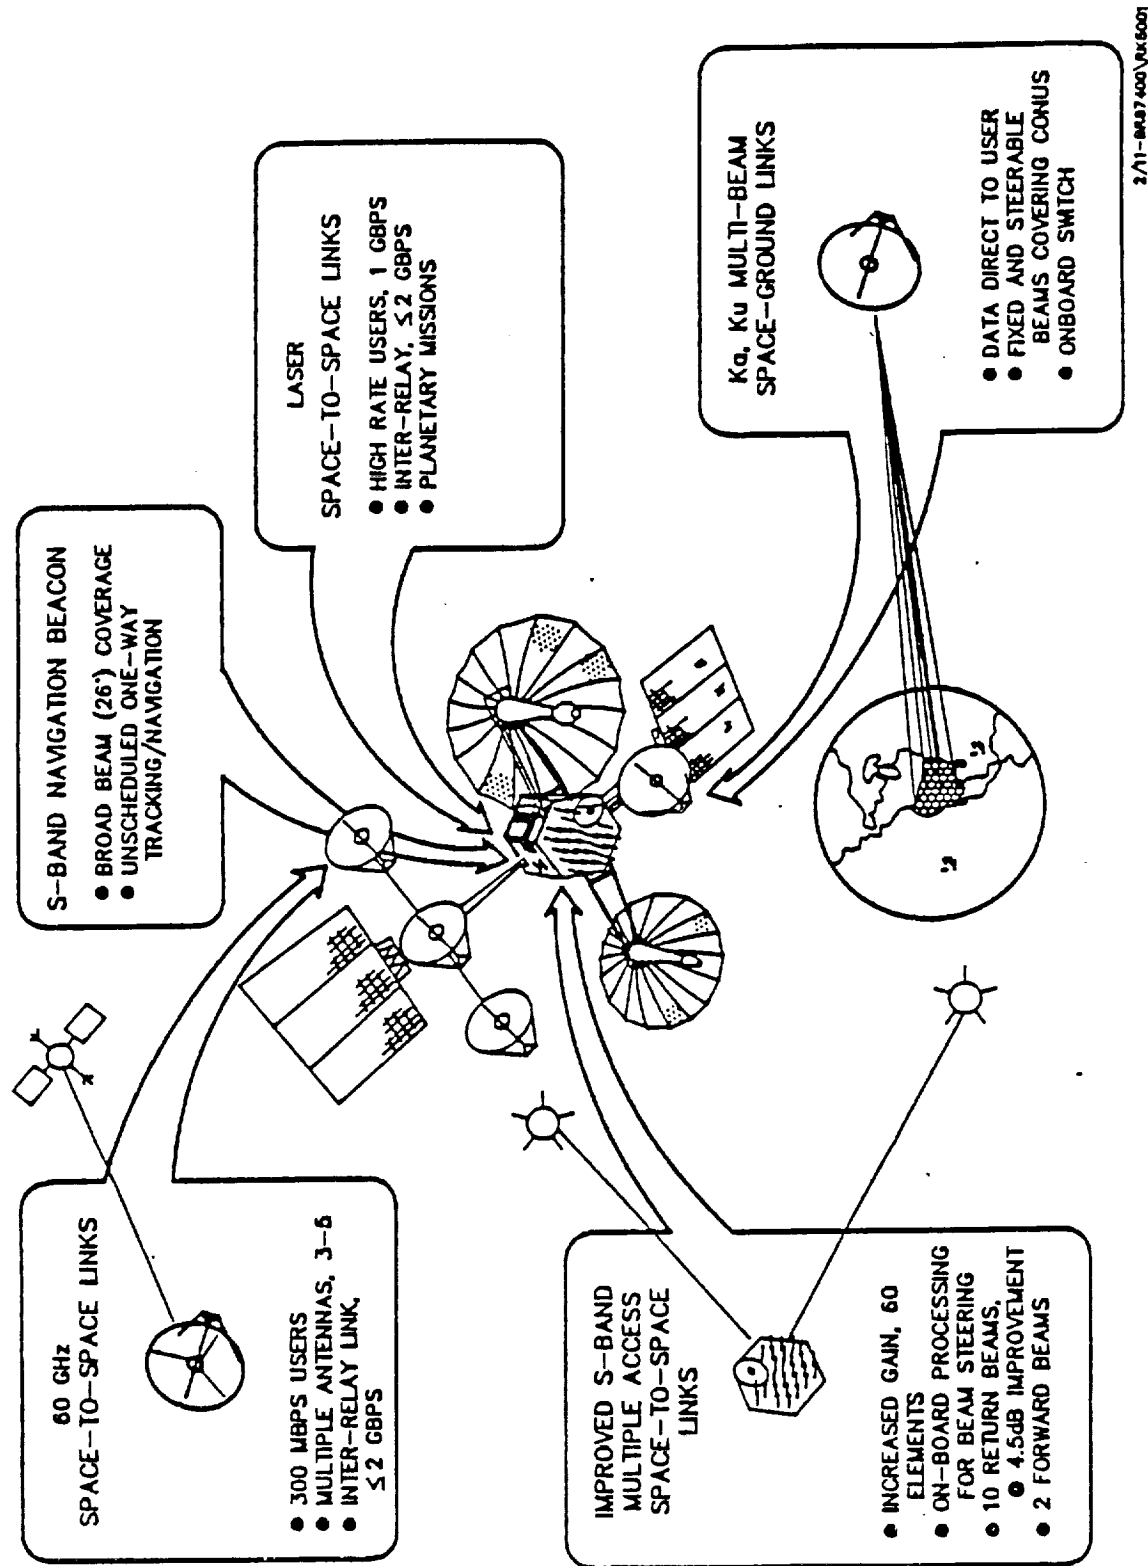 60 GHz
SPACE-TO-SPACE LINKS
● 300 MBPS USERS
● MULTIPLE ANTENNAS, 3-5
● INTER-RELAY LINK,
≤2 GBPS
S-BAND NAVIGATION BEACON
● BROAD BEAM (26°) COVERAGE
● UNSCHEDULED ONE-WAY
TRACKING/NAVIGATION
LASER
SPACE-TO-SPACE LINKS
● HIGH RATE USERS, 1 GBPS
● INTER-RELAY, ≤2 GBPS
● PLANETARY MISSIONS
IMPROVED S-BAND
MULTIPLE ACCESS
SPACE-TO-SPACE
LINKS
● INCREASED GAIN, 60
ELEMENTS
● ON-BOARD PROCESSING
FOR BEAM STEERING
● 10 RETURN BEAMS,
● 4.5dB IMPROVEMENT
● 2 FORWARD BEAMS
Ka, Ku MULTI-BEAM
SPACE-GROUND LINKS
● DATA DIRECT TO USER
● FIXED AND STEERABLE
BEAMS COVERING CONUS
● ONBOARD SWITCH